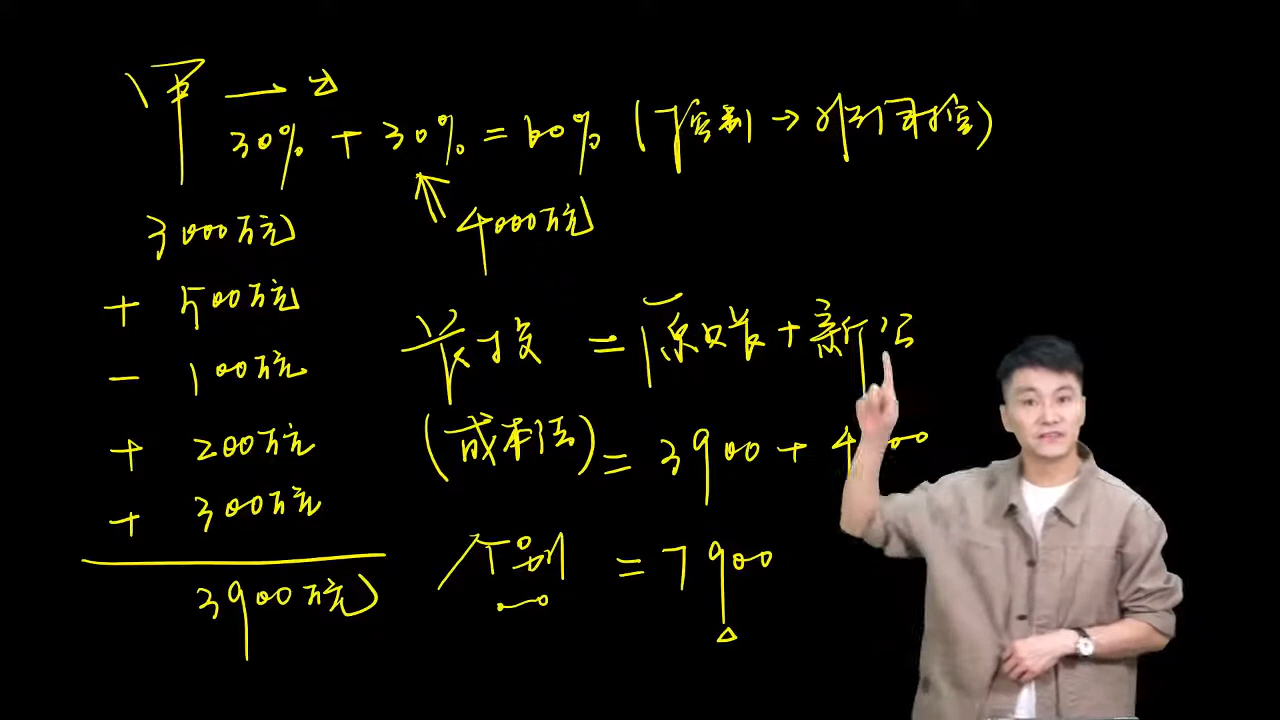 甲 → 乙
30% + 30% = 60% (控制 → 非同控)
3000万元
4000万元
+ 500万元
- 100万元
+ 200万元
+ 300万元
3900万元
长投 = 原账 + 新公
(成本法) = 3900 + 4000
个别 = 7900